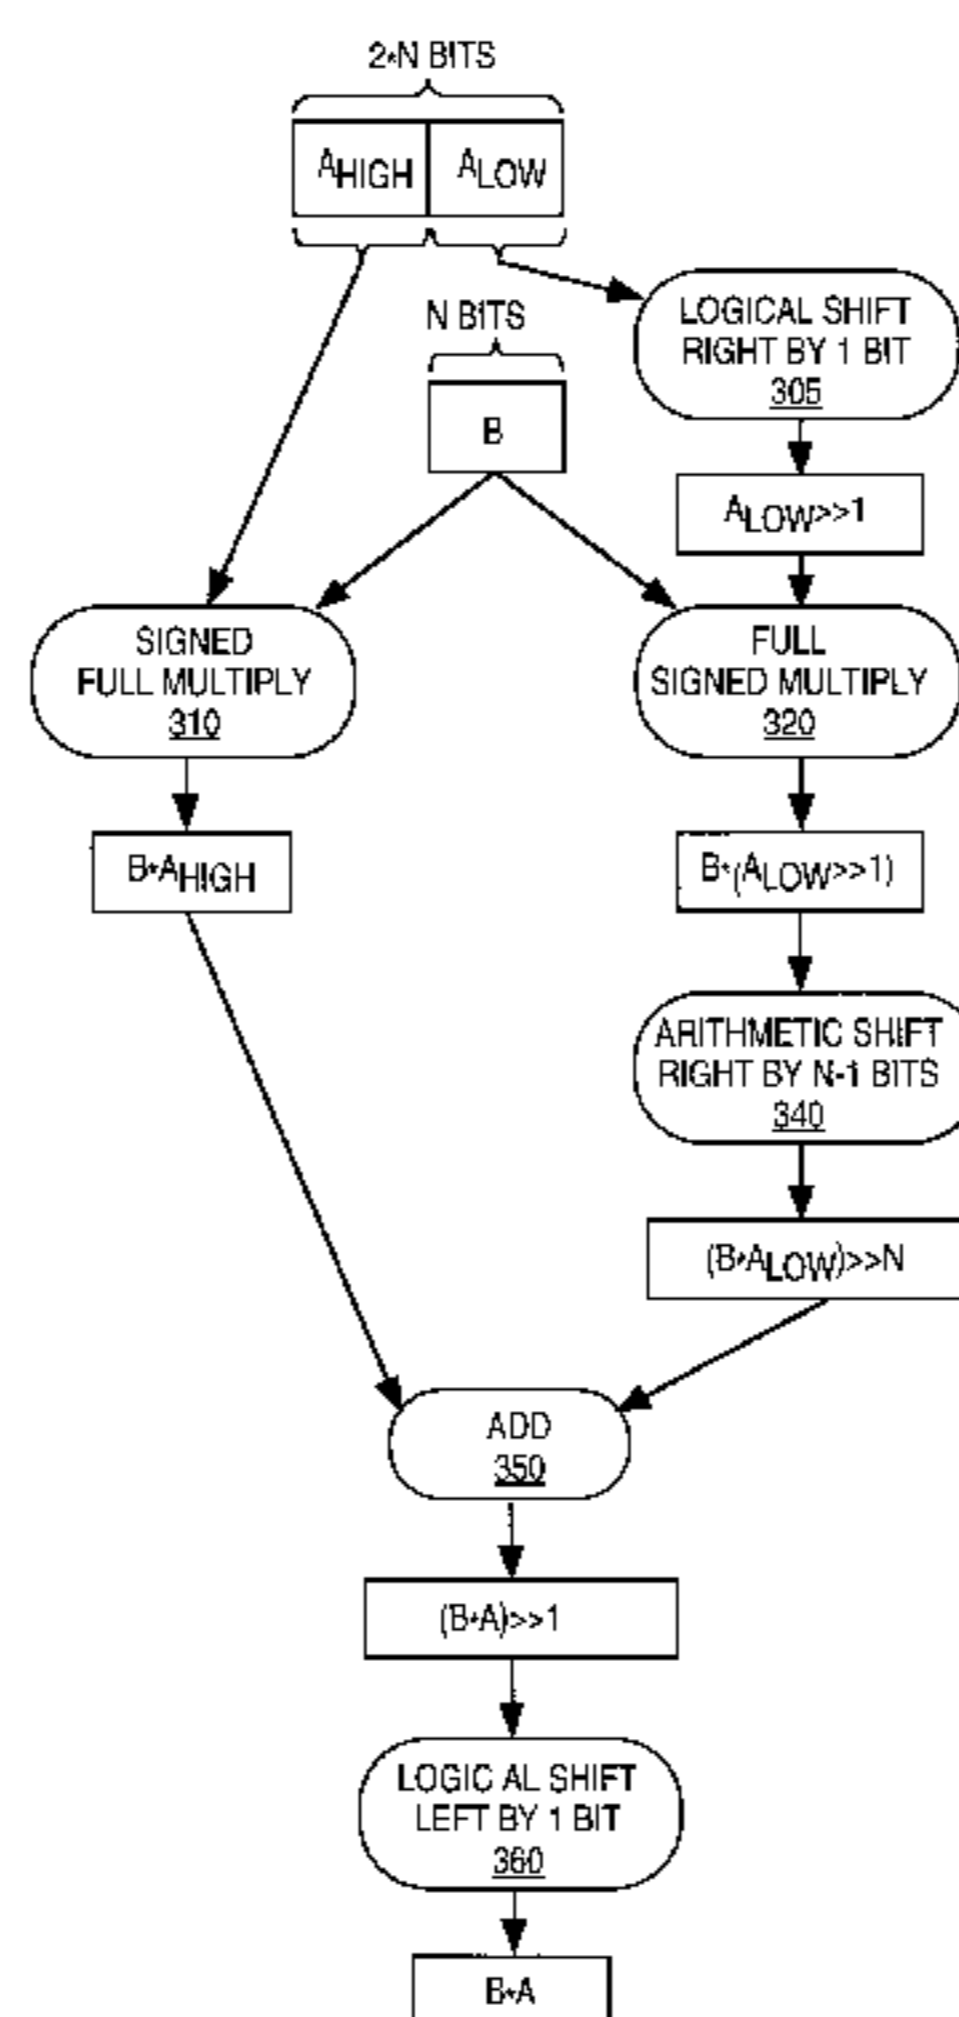 2*N BITS
AHIGH ALOW
N BITS
B
LOGICAL SHIFT
RIGHT BY 1 BIT
305
ALOW>>1
SIGNED
FULL MULTIPLY
310
FULL
SIGNED MULTIPLY
320
B*AHIGH
B*(ALOW>>1)
ARITHMETIC SHIFT
RIGHT BY N-1 BITS
340
(B*ALOW)>>N
ADD
350
(B*A)>>1
LOGIC AL SHIFT
LEFT BY 1 BIT
360
B*A